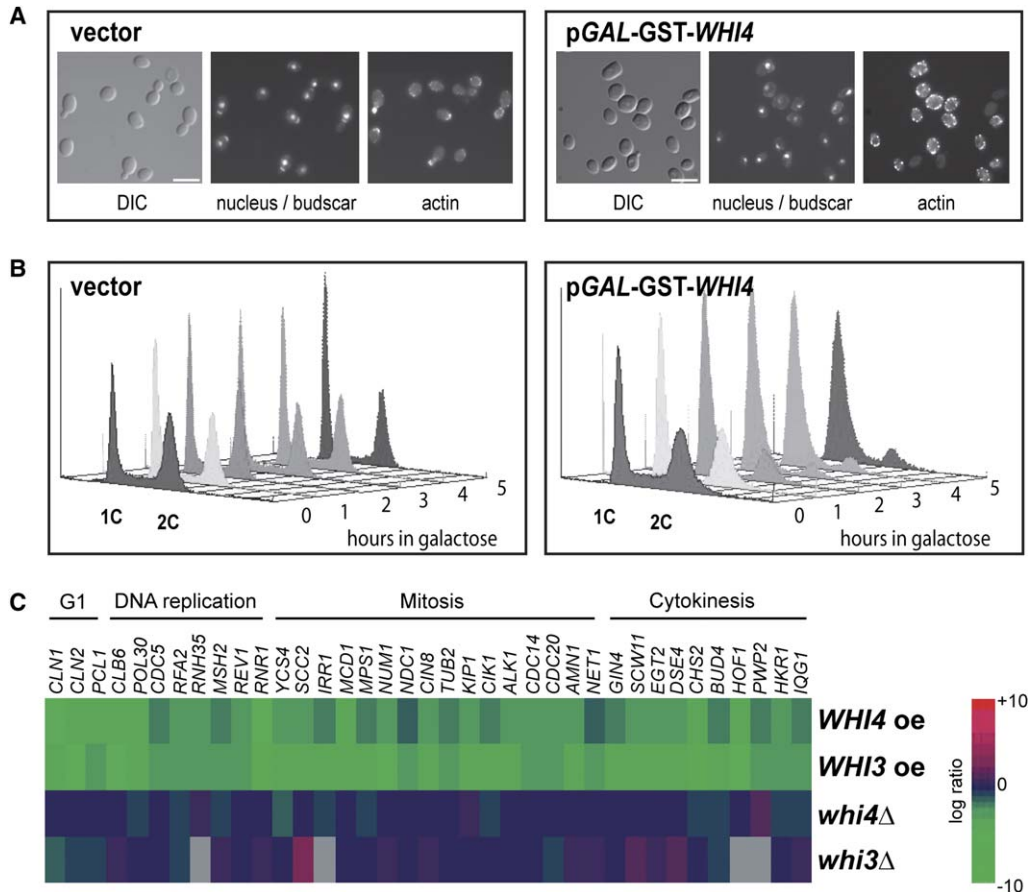 A
vector
DIC
nucleus / budscar
actin
pGAL-GST-WHI4
DIC
nucleus / budscar
actin
B
vector
1C
2C
0
1
2
3
4
5
hours in galactose
pGAL-GST-WHI4
1C
2C
0
1
2
3
4
5
hours in galactose
C
G1
DNA replication
Mitosis
Cytokinesis
CLN1
CLN2
PCL1
CLB6
POL30
CDC5
RFA2
RNH35
MSH2
REV1
RNR1
YCS4
SCC2
IRR1
MCD1
MPS1
NUM1
NDC1
CIN8
TUB2
KIP1
CIK1
ALK1
CDC14
CDC20
AMN1
NET1
GIN4
SCW11
EGT2
DSE4
CHS2
BUD4
HOF1
PWP2
HKR1
IQG1
WHI4 oe
WHI3 oe
whi4Δ
whi3Δ
log ratio
+10
0
-10